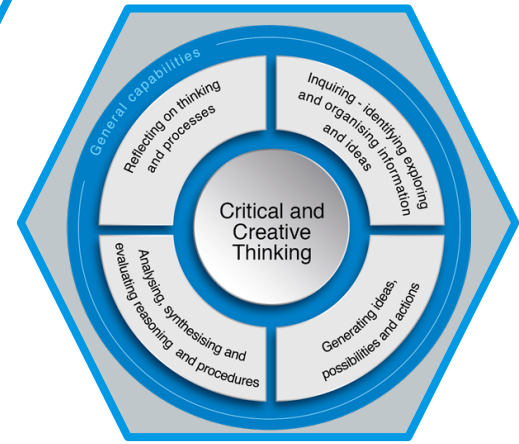 General capabilities
Reflecting on thinking
and processes
Inquiring - identifying exploring
and organising information
and ideas
Critical and
Creative
Thinking
Analysing, synthesising and
evaluating reasoning and procedures
Generating ideas,
possibilities and actions